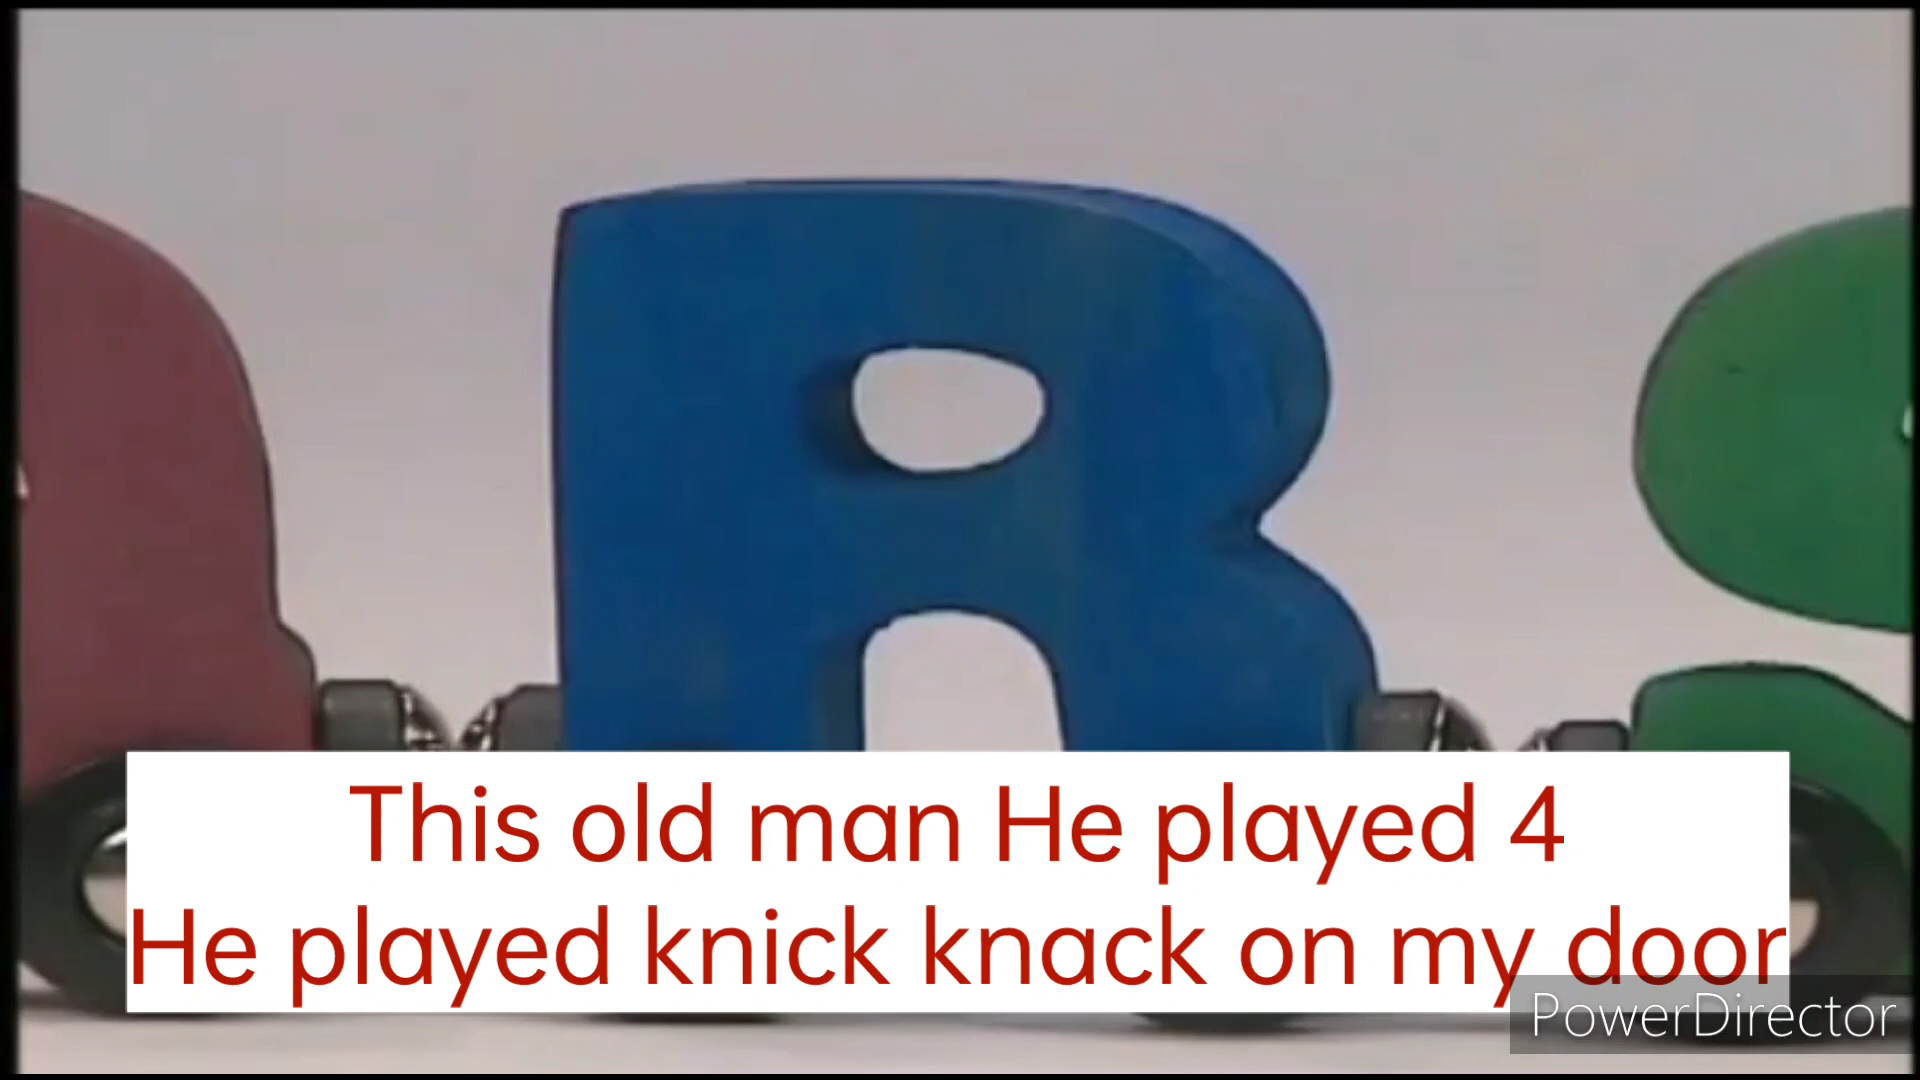 R
This old man He played 4
He played knick knack on my door
PowerDirector